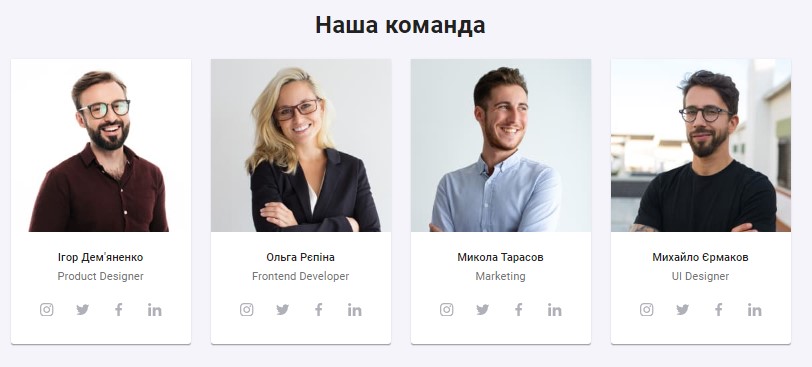 Наша команда
Ігор Дем'яненко
Product Designer
Ольга Рєпіна
Frontend Developer
Микола Тарасов
Marketing
Михайло Єрмаков
UI Designer